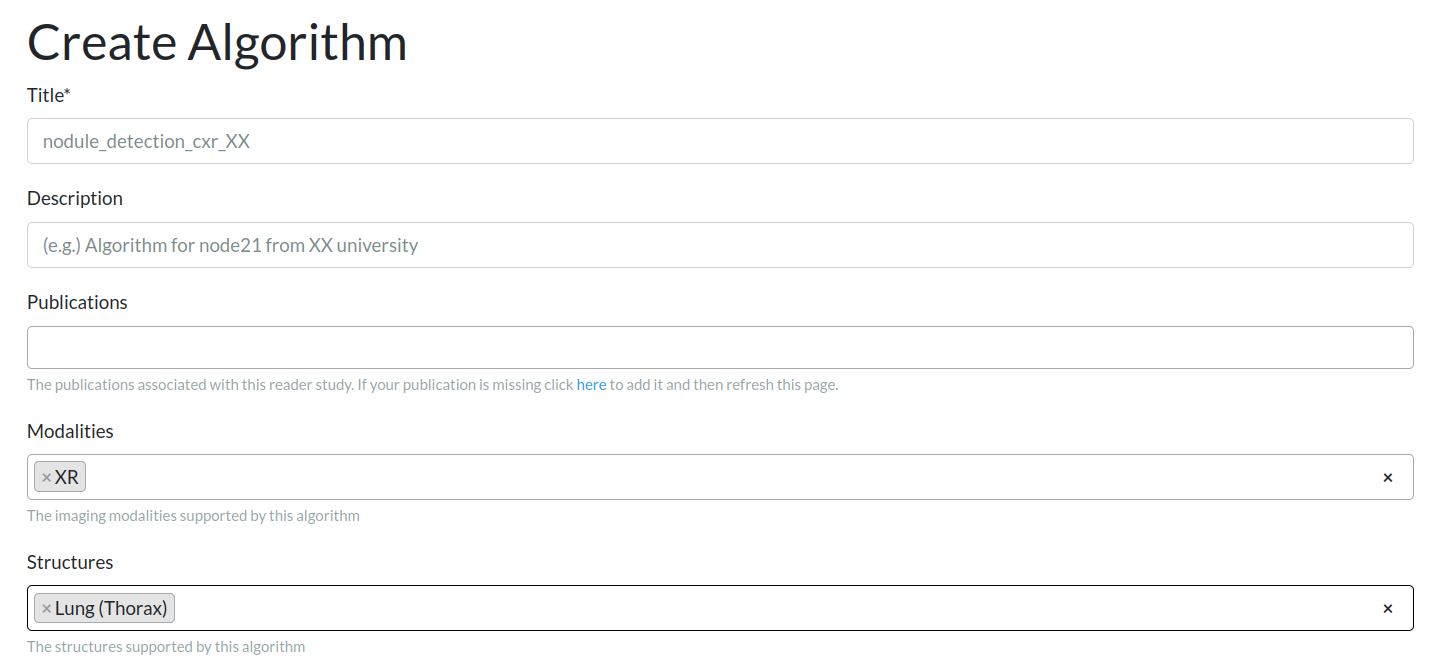 Create Algorithm
Title*
nodule_detection_cxr_XX
Description
(e.g.) Algorithm for node21 from XX university
Publications
The publications associated with this reader study. If your publication is missing click here to add it and then refresh this page.
Modalities
×XR ×
The imaging modalities supported by this algorithm
Structures
×Lung (Thorax) ×
The structures supported by this algorithm